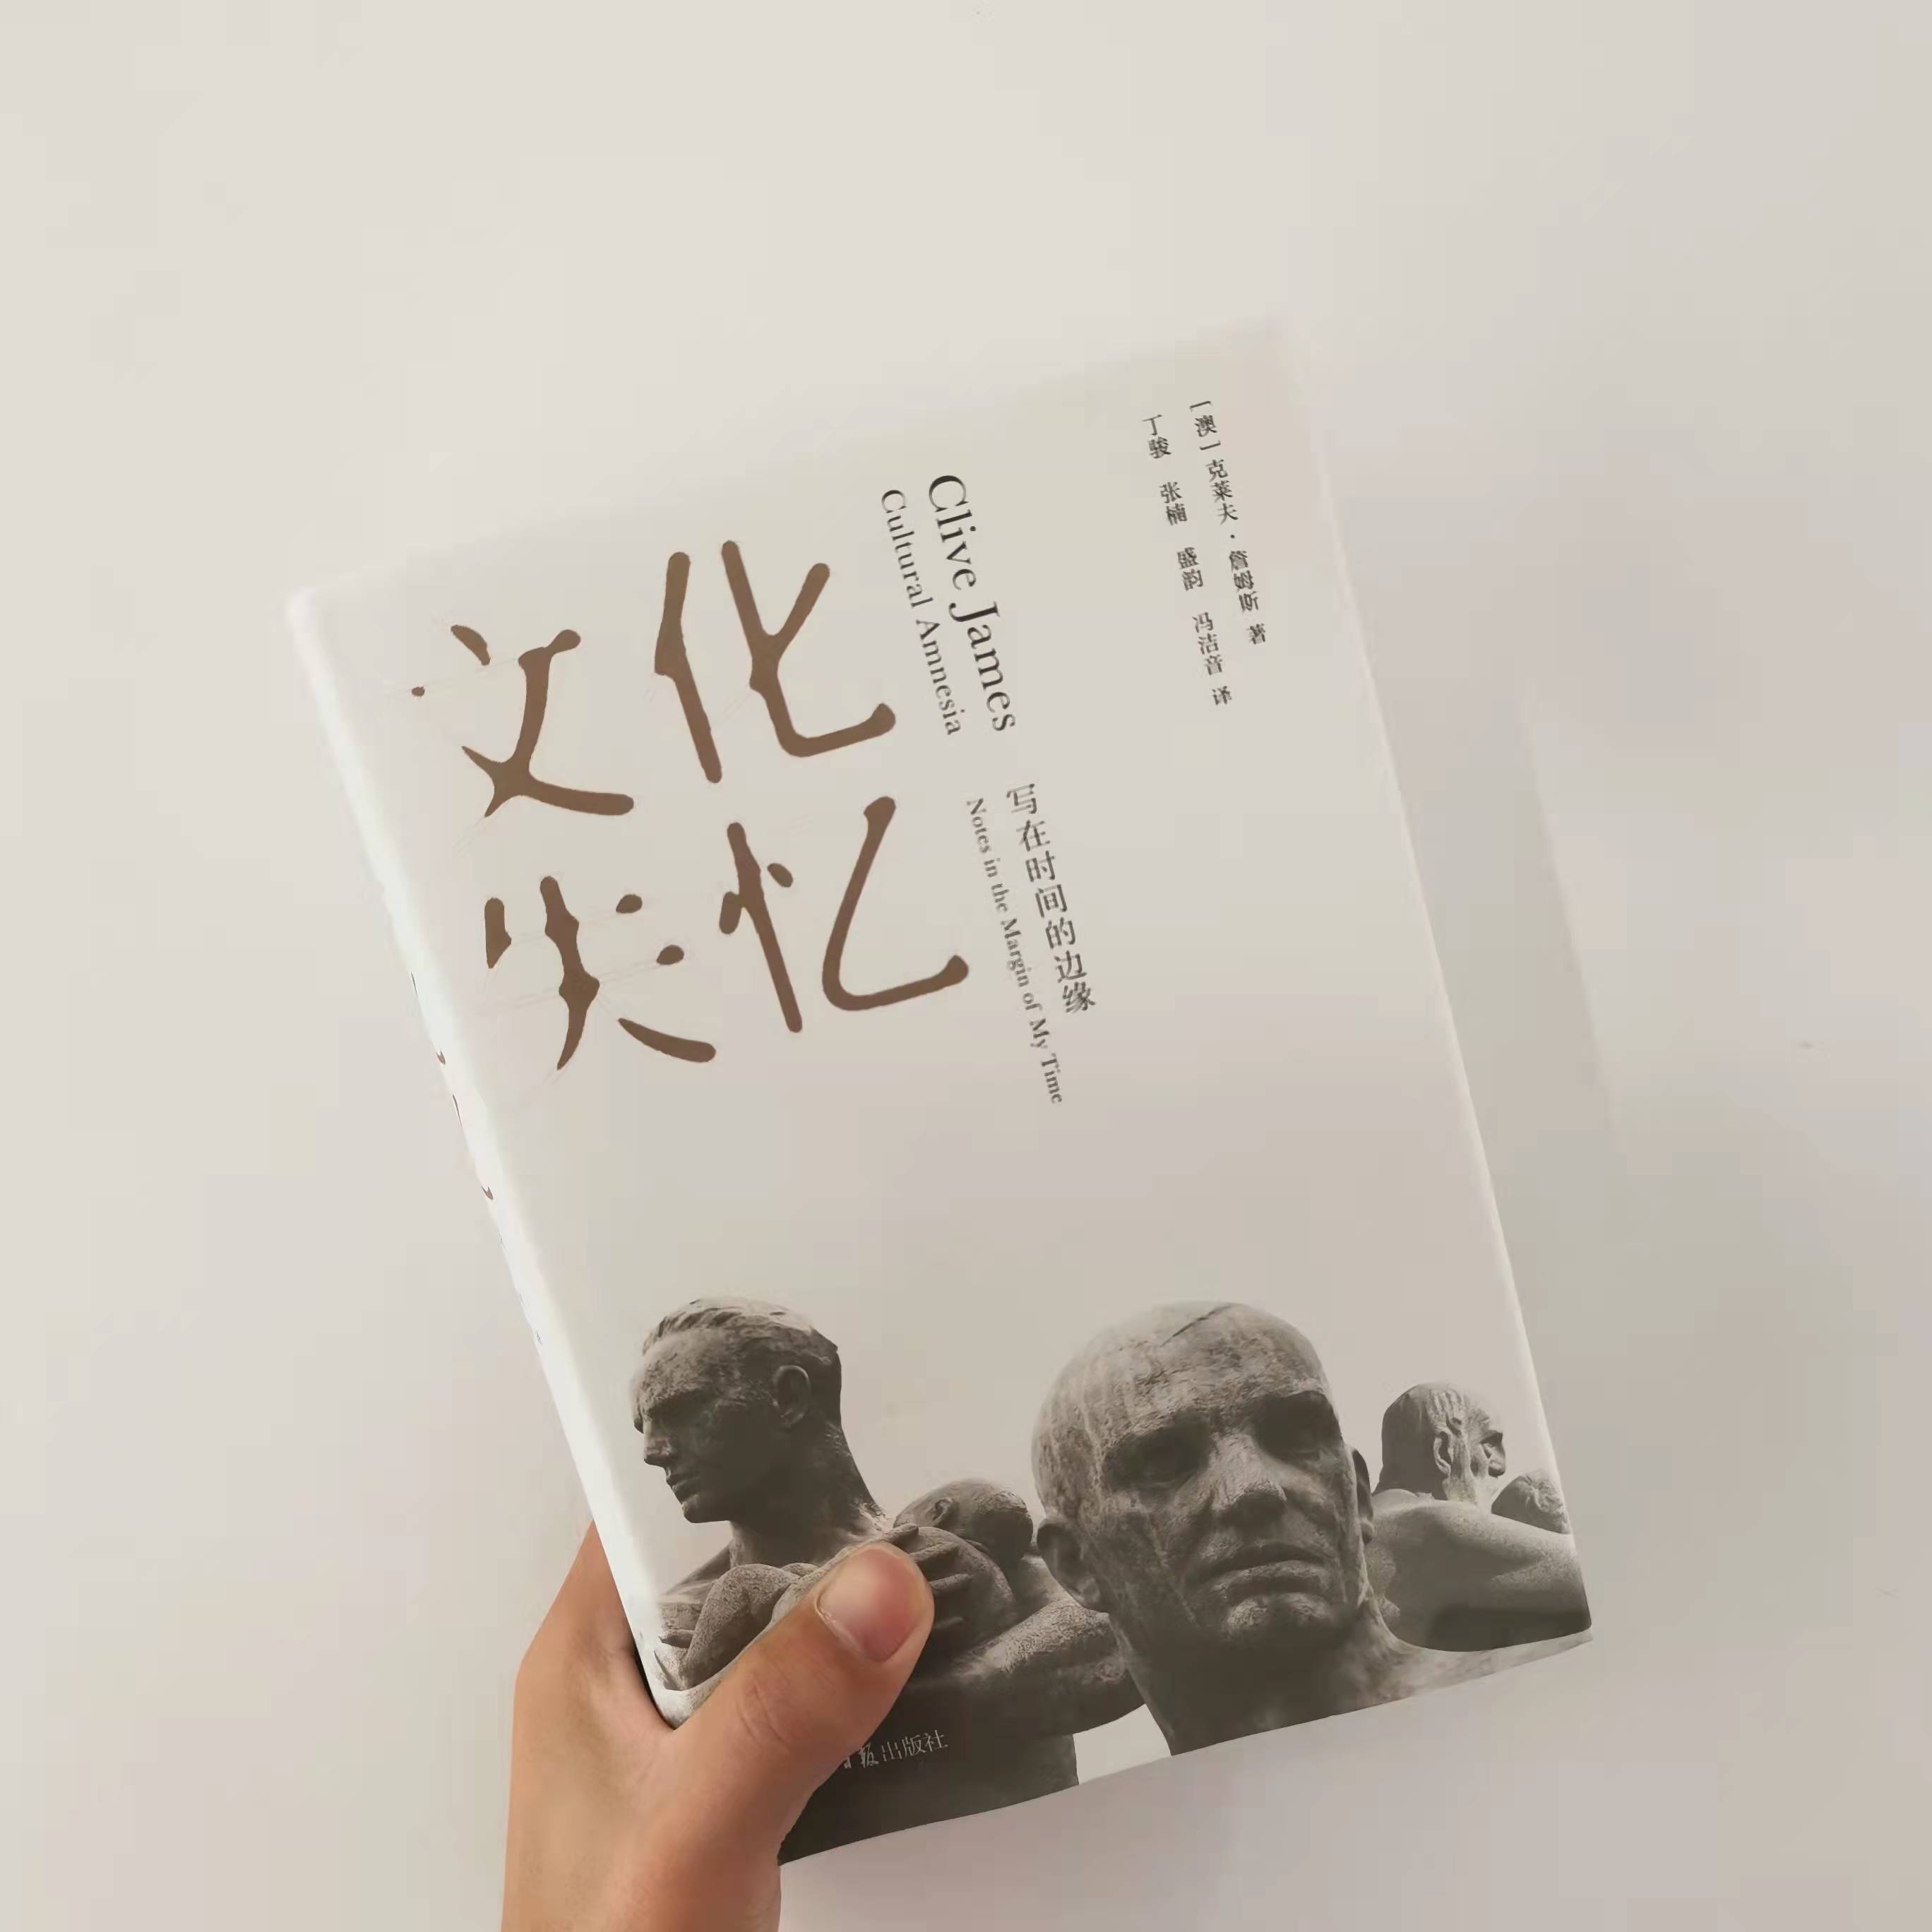 [澳]克莱夫·詹姆斯 著
丁骏 张楠 盛韵 冯洁音 译
Clive James
Cultural Amnesia
写在时间的边缘
Notes in the Margin of My Time
文化
失忆
报出版社